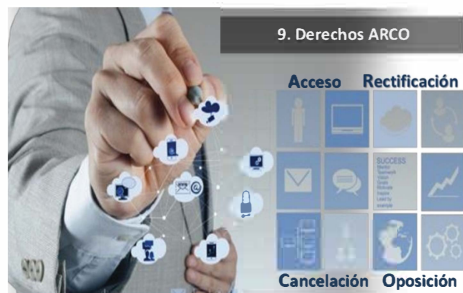 9. Derechos ARCO
Acceso Rectificación
SUCCESS
Cancelación Oposición